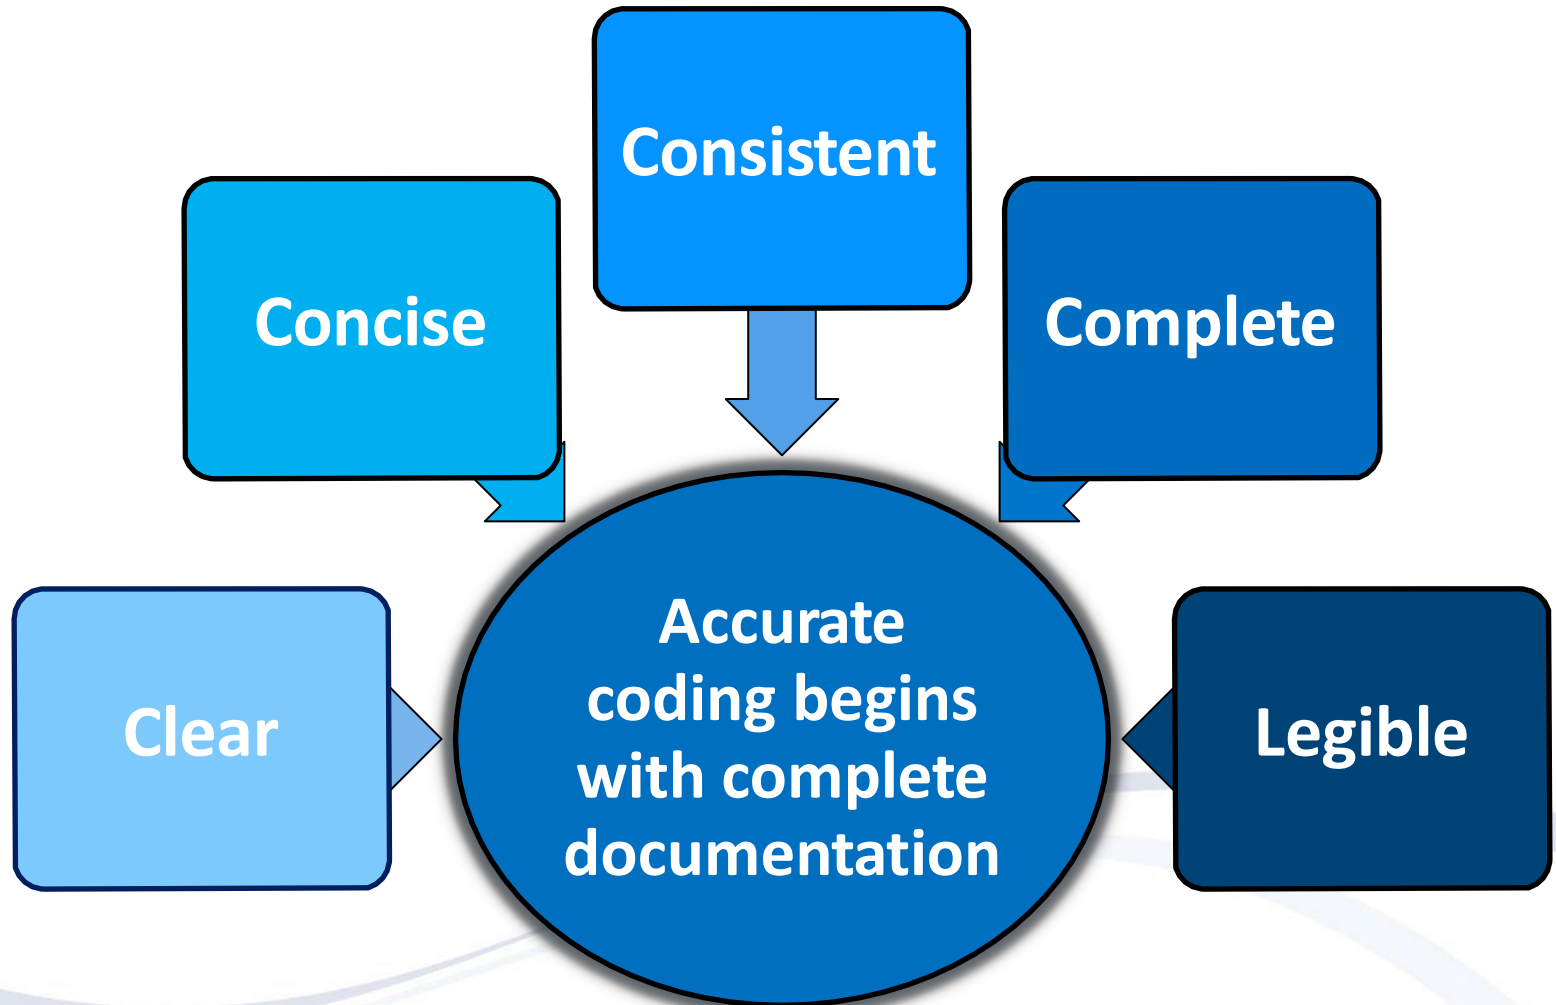 Consistent
Concise
Complete
Clear
Accurate
coding begins
with complete
documentation
Legible